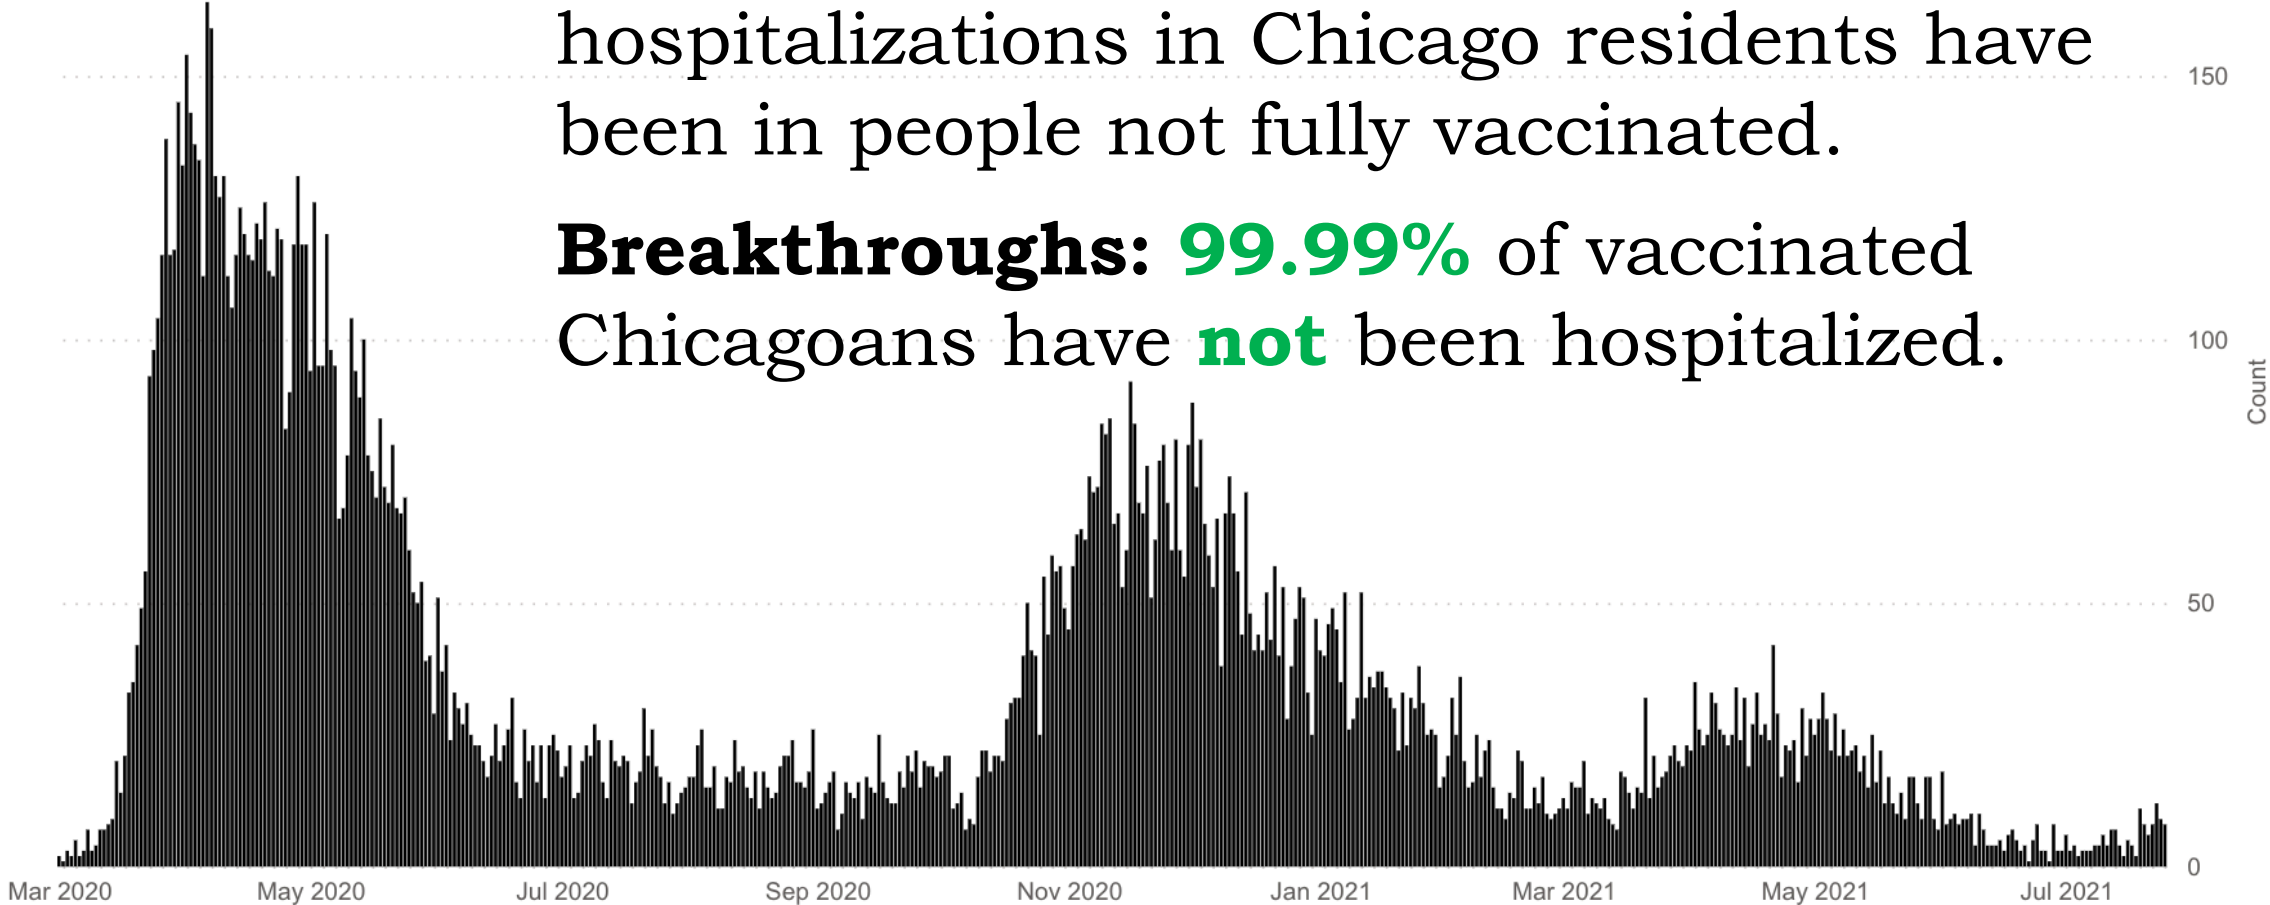 hospitalizations in Chicago residents have
been in people not fully vaccinated.
Breakthroughs: 99.99% of vaccinated
Chicagoans have not been hospitalized.
150
100
Count
50
0
Mar 2020 May 2020 Jul 2020 Sep 2020 Nov 2020 Jan 2021 Mar 2021 May 2021 Jul 2021